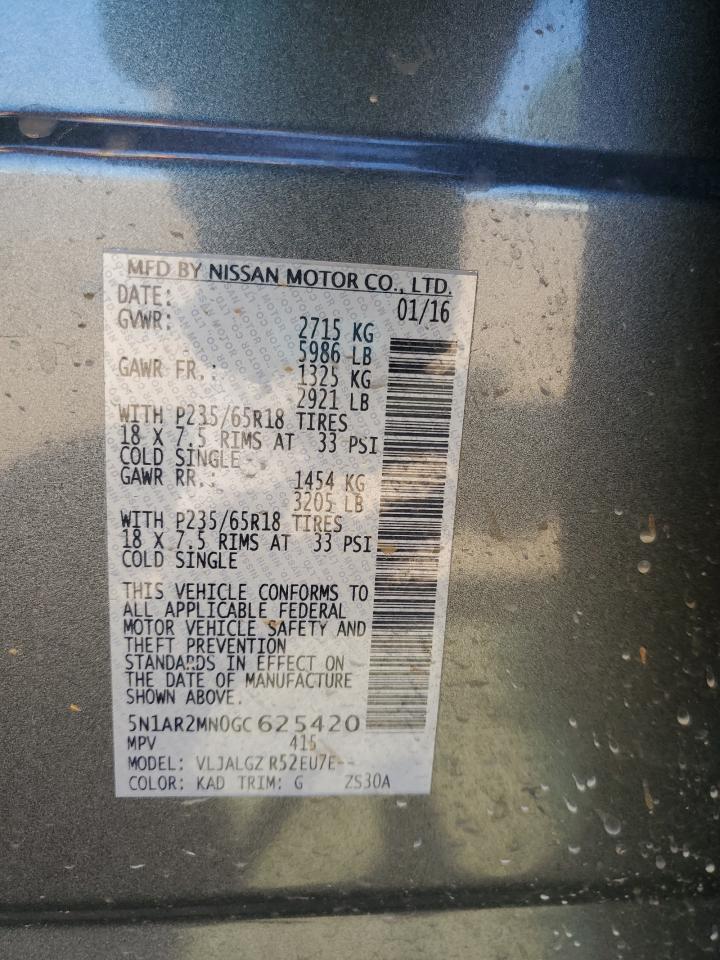 MFD BY NISSAN MOTOR CO., LTD.
DATE: 01/16
GVWR: 2715 KG
5986 LB
GAWR FR.: 1325 KG
2921 LB
WITH P235/65R18 TIRES
18 X 7.5 RIMS AT 33 PSI
COLD SINGLE
GAWR RR.: 1454 KG
3205 LB
WITH P235/65R18 TIRES
18 X 7.5 RIMS AT 33 PSI
COLD SINGLE
THIS VEHICLE CONFORMS TO
ALL APPLICABLE FEDERAL
MOTOR VEHICLE SAFETY AND
THEFT PREVENTION
STANDARDS IN EFFECT ON
THE DATE OF MANUFACTURE
SHOWN ABOVE.
5N1AR2MN0GC 625420
MPV 415
MODEL: VLJALGZ R52EU7E--
COLOR: KAD TRIM: G ZS30A